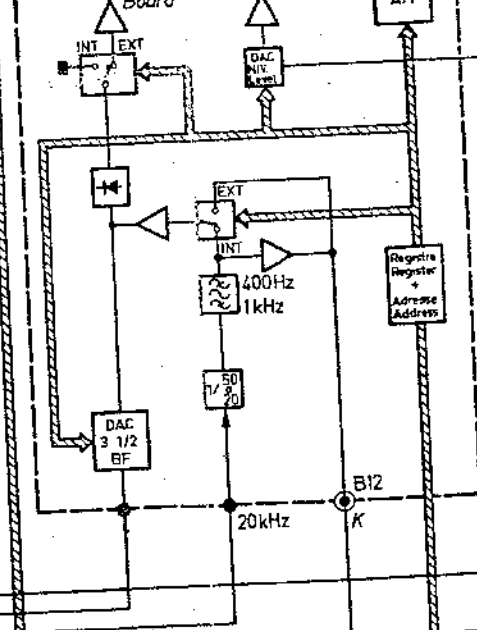 Board
INT EXT
DAC
NIV.
Level
EXT
INT
400Hz
1kHz
Registre
Register
+
Adresse
Address
1/ 50
à
20
DAC
3 1/2
BF
B12
20kHz
K